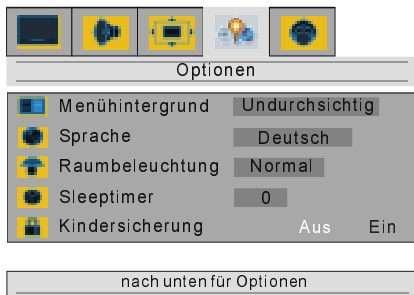 Optionen
Menühintergrund Undurchsichtig
Sprache Deutsch
Raumbeleuchtung Normal
Sleeptimer 0
Kindersicherung Aus Ein
nach unten für Optionen